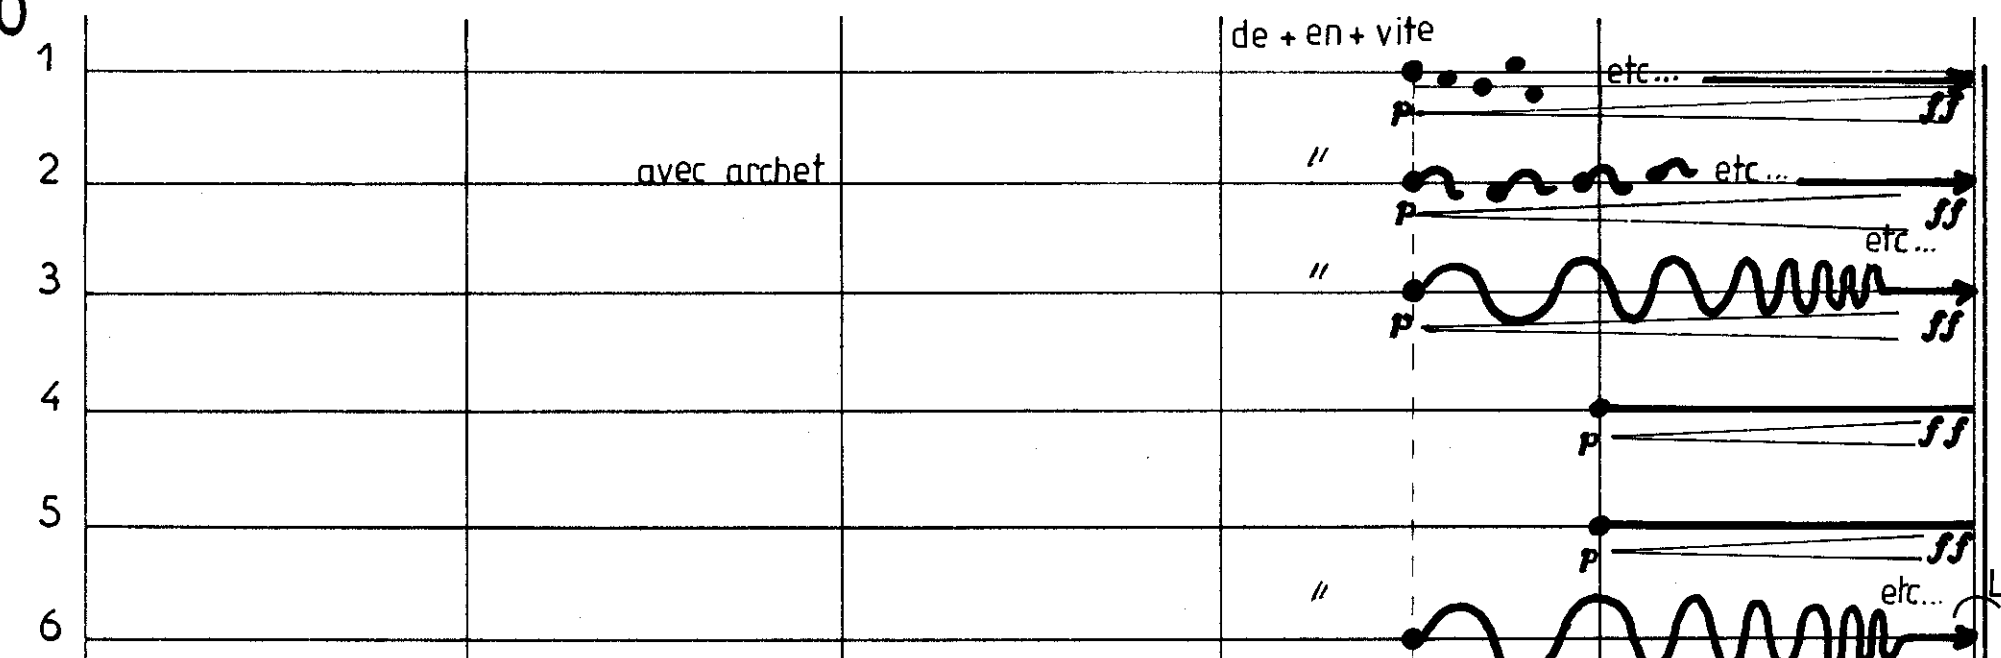 1
de + en + vite
etc...
p ff
2
avec archet
"
etc...
p ff
3
"
etc...
p ff
4
p ff
5
p ff
6
"
etc...